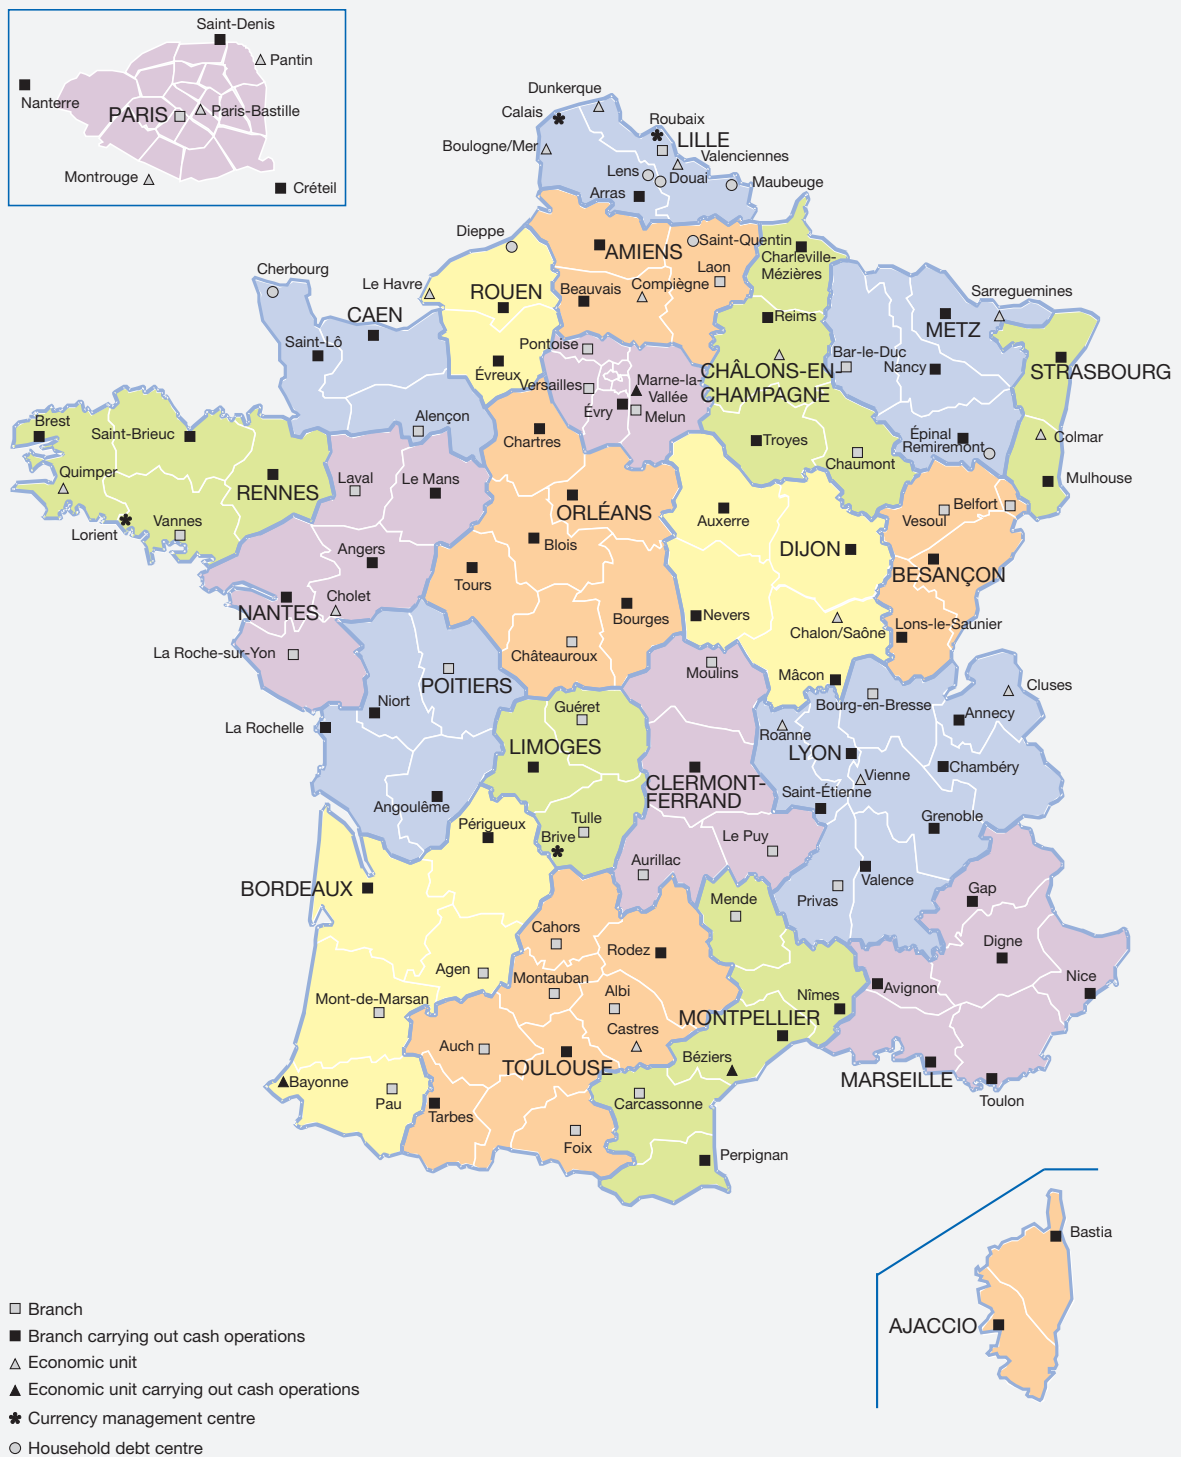 Saint-Denis
Pantin
Nanterre
PARIS
Paris-Bastille
Montrouge
Créteil
Dunkerque
Calais
Roubaix
LILLE
Boulogne/Mer
Valenciennes
Lens
Douai
Maubeuge
Arras
Dieppe
AMIENS
Saint-Quentin
Charleville-
Mézières
Laon
Cherbourg
Le Havre
ROUEN
Beauvais
Compiègne
Sarreguemines
CAEN
Reims
METZ
Saint-Lô
Pontoise
Bar-le-Duc
Nancy
STRASBOURG
CHÂLONS-EN-
CHAMPAGNE
Évreux
Versailles
Marne-la-
Vallée
Évry
Melun
Alençon
Brest
Saint-Brieuc
Chartres
Troyes
Épinal
Remiremont
Colmar
Chaumont
Quimper
RENNES
Laval
Le Mans
Mulhouse
Lorient
Vannes
ORLÉANS
Auxerre
Vesoul
Belfort
Angers
Blois
DIJON
BESANÇON
Tours
NANTES
Cholet
Bourges
Nevers
Chalon/Saône
Lons-le-Saunier
La Roche-sur-Yon
Châteauroux
Moulins
Mâcon
POITIERS
Niort
Guéret
Bourg-en-Bresse
Cluses
La Rochelle
Roanne
Annecy
LIMOGES
LYON
Chambéry
CLERMONT-
FERRAND
Vienne
Saint-Étienne
Angoulême
Périgueux
Tulle
Brive
Le Puy
Grenoble
Aurillac
Valence
BORDEAUX
Privas
Gap
Mende
Cahors
Rodez
Digne
Agen
Montauban
Albi
Nice
Avignon
Mont-de-Marsan
Nîmes
MONTPELLIER
Castres
Auch
TOULOUSE
Béziers
MARSEILLE
Bayonne
Pau
Tarbes
Carcassonne
Toulon
Foix
Perpignan
Bastia
AJACCIO
Branch
Branch carrying out cash operations
Economic unit
Economic unit carrying out cash operations
Currency management centre
Household debt centre